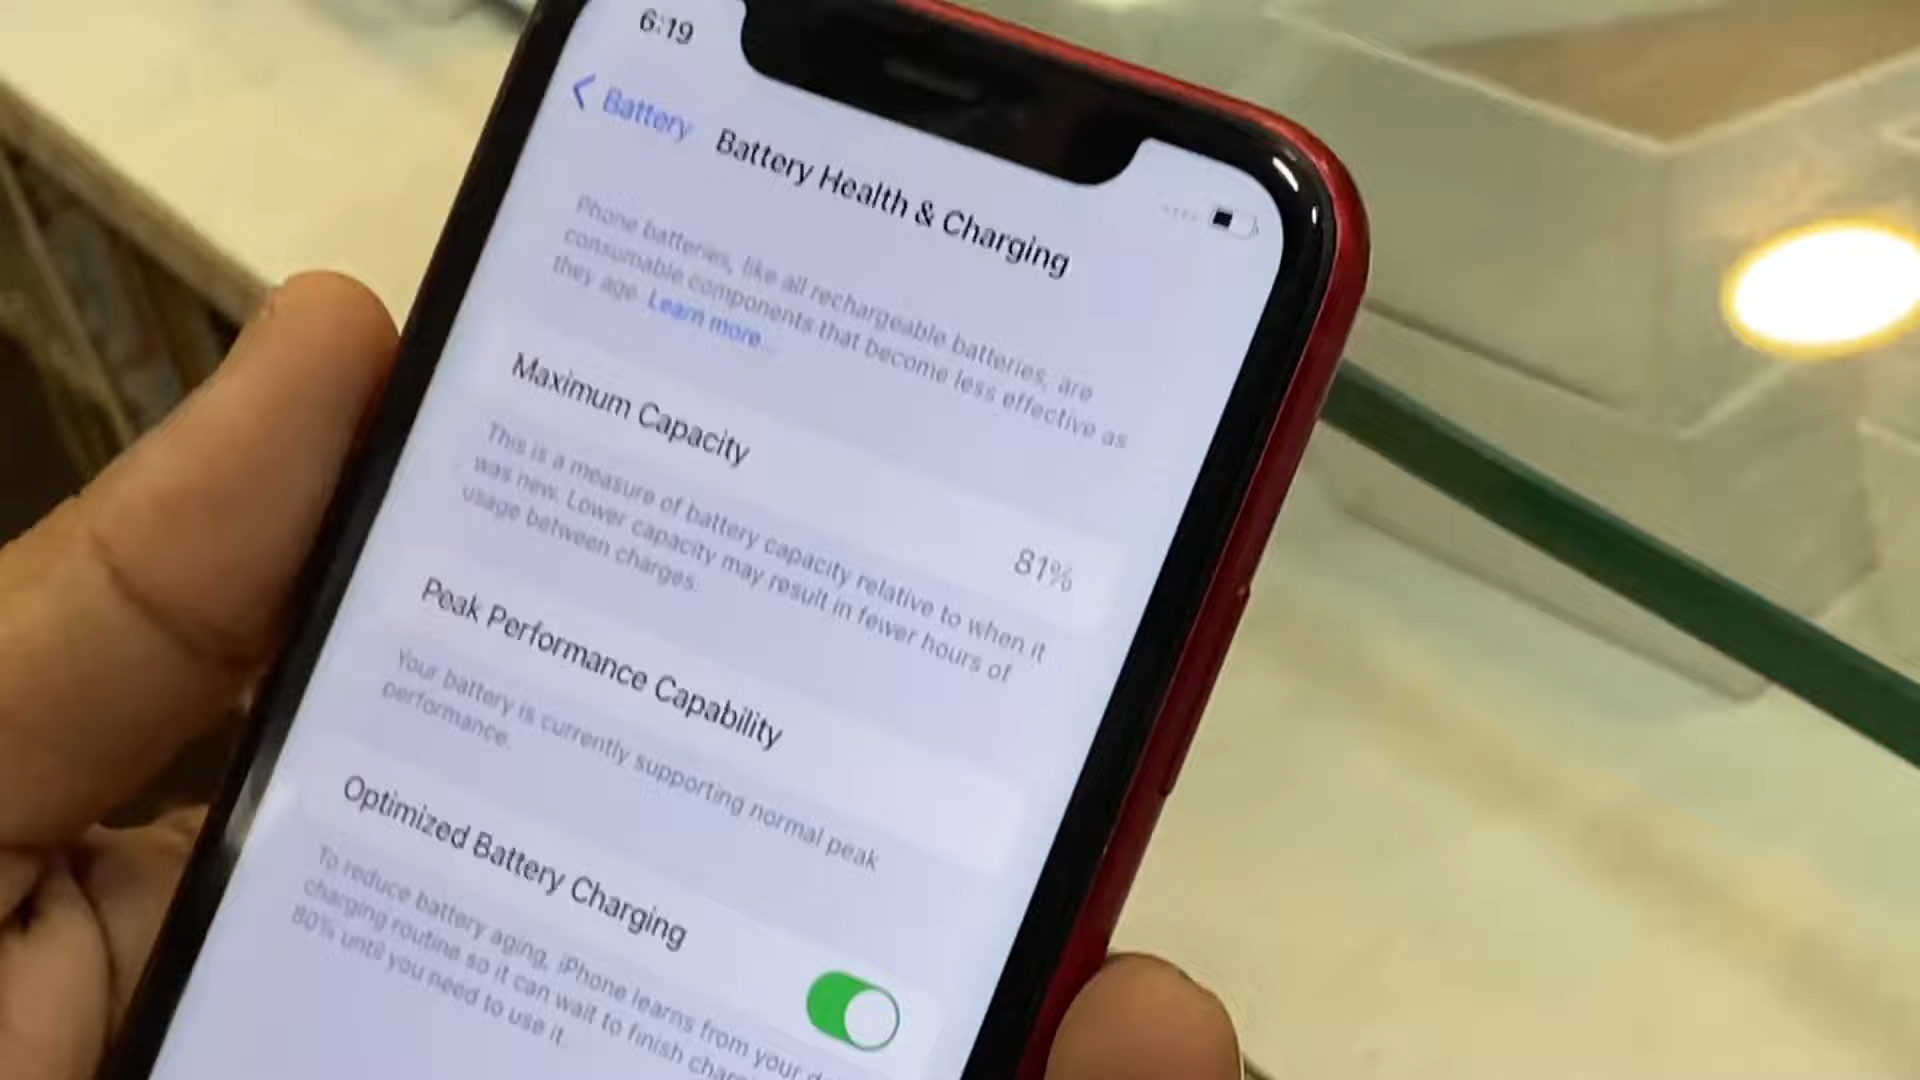 6:19
Battery
Battery Health & Charging
Phone batteries, like all rechargeable batteries, are
consumable components that become less effective as
they age. Learn more...
Maximum Capacity
81%
This is a measure of battery capacity relative to when it
was new. Lower capacity may result in fewer hours of
usage between charges.
Peak Performance Capability
Your battery is currently supporting normal peak
performance.
Optimized Battery Charging
To reduce battery aging, iPhone learns from your
charging routine so it can wait to finish
80% until you need to use it.